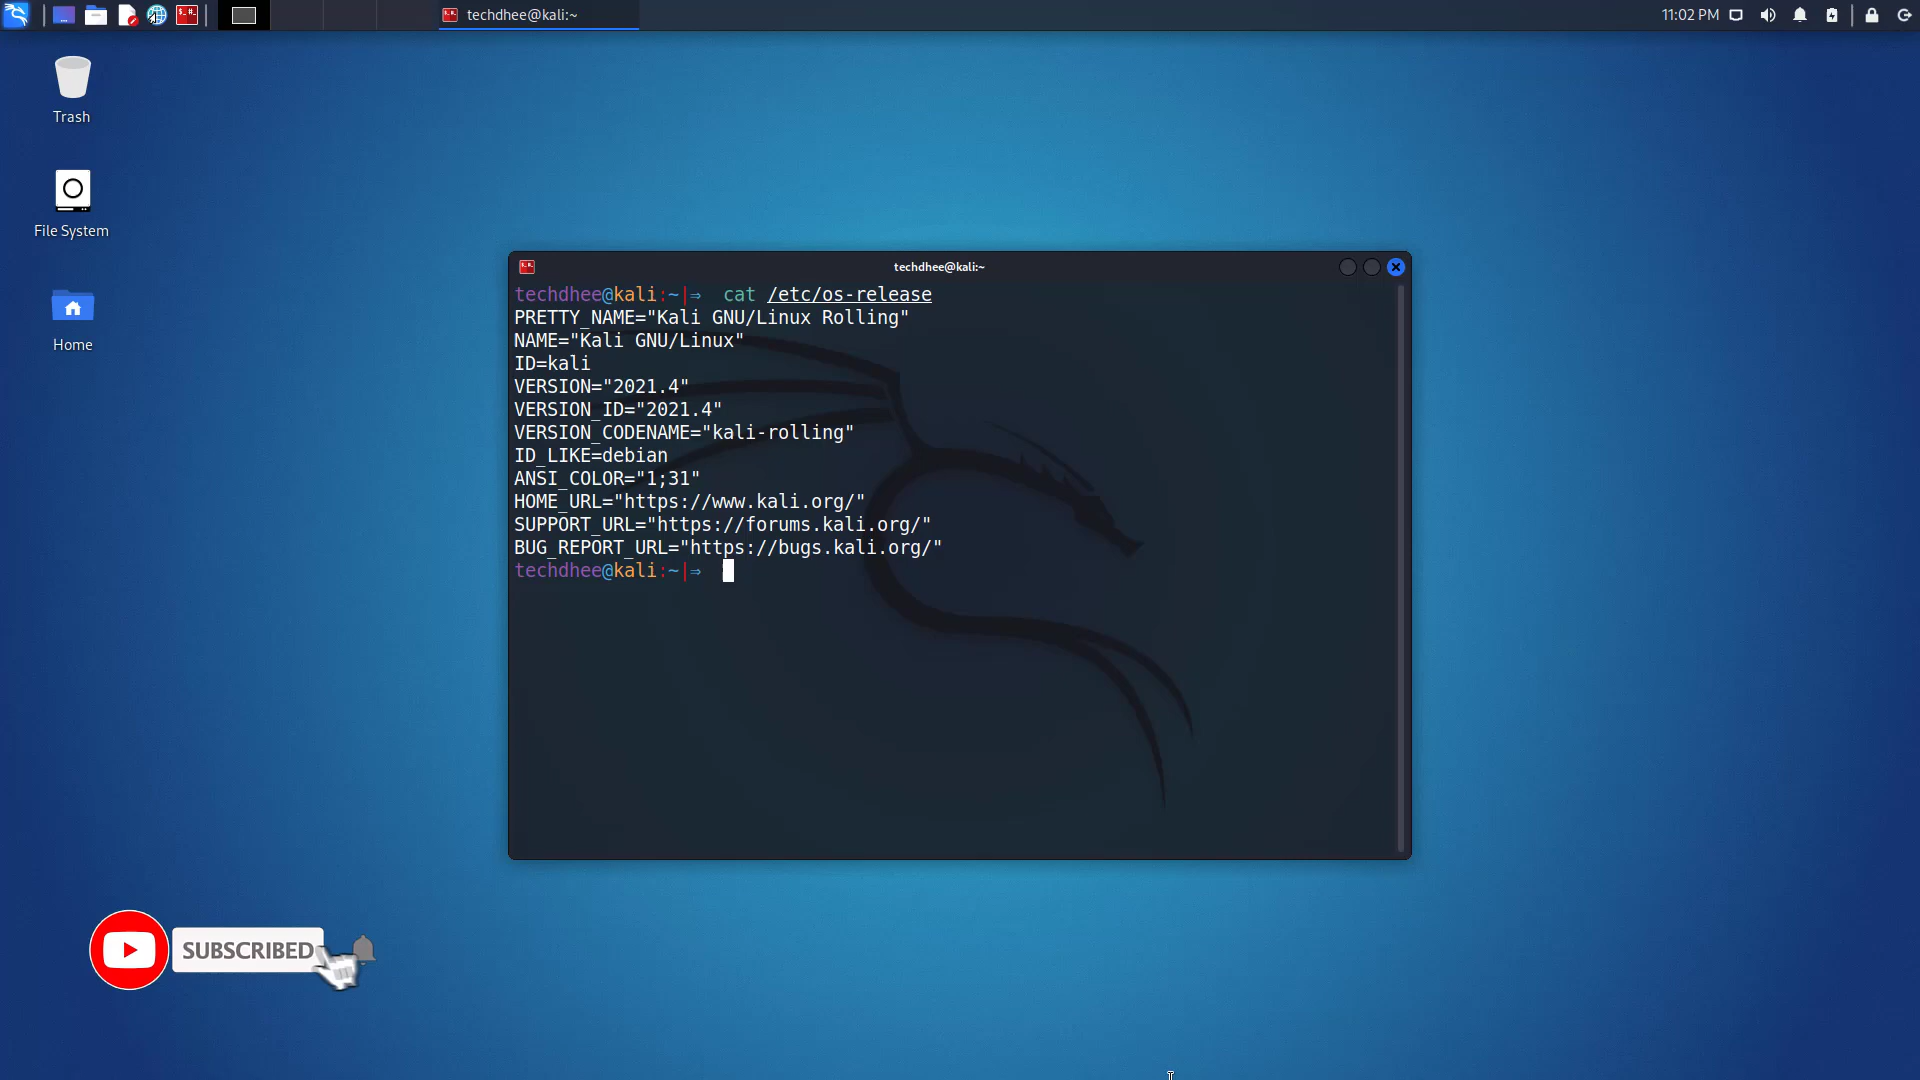 techdhee@kali:~
11:02 PM
Trash
File System
Home
techdhee@kali:~
techdhee@kali:~|⇒ cat /etc/os-release
PRETTY_NAME="Kali GNU/Linux Rolling"
NAME="Kali GNU/Linux"
ID=kali
VERSION="2021.4"
VERSION_ID="2021.4"
VERSION_CODENAME="kali-rolling"
ID_LIKE=debian
ANSI_COLOR="1;31"
HOME_URL="https://www.kali.org/"
SUPPORT_URL="https://forums.kali.org/"
BUG_REPORT_URL="https://bugs.kali.org/"
techdhee@kali:~|⇒
SUBSCRIBED